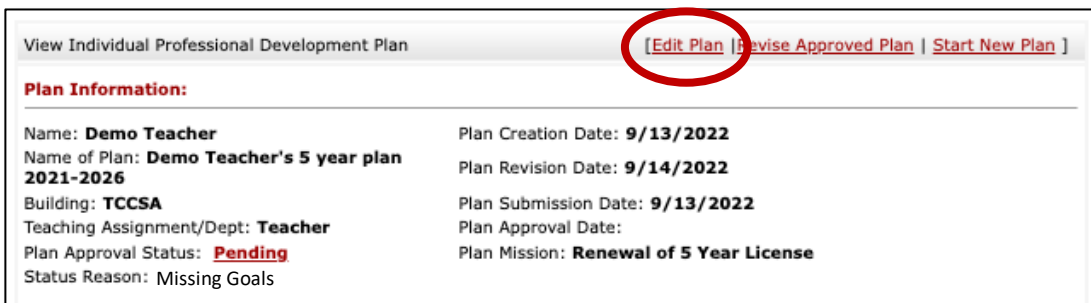 View Individual Professional Development Plan [Edit Plan |Revise Approved Plan | Start New Plan ]
Plan Information:
Name: Demo Teacher Plan Creation Date: 9/13/2022
Name of Plan: Demo Teacher's 5 year plan
2021-2026 Plan Revision Date: 9/14/2022
Building: TCCSA Plan Submission Date: 9/13/2022
Teaching Assignment/Dept: Teacher Plan Approval Date:
Plan Approval Status: Pending Plan Mission: Renewal of 5 Year License
Status Reason: Missing Goals